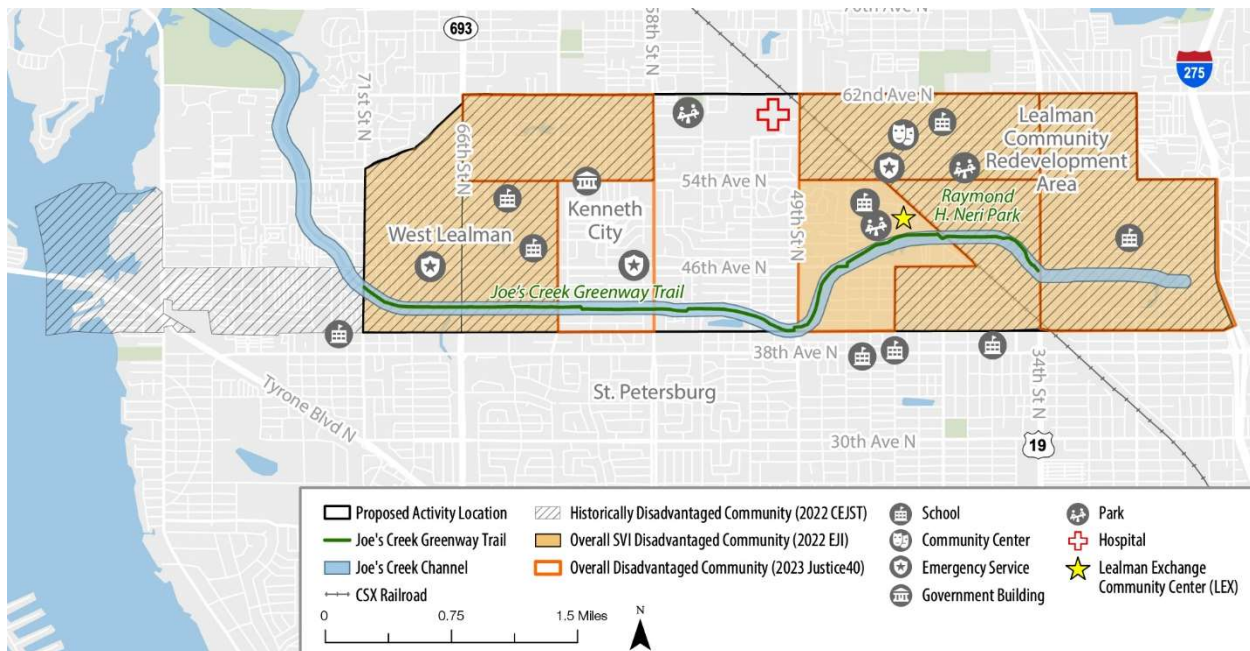 70th Ave N
693
58th St N
275
71st St N
66th St N
62nd Ave N
Lealman
Community
Redevelopment
Area
54th Ave N
49th St N
Raymond
H. Neri Park
Kenneth
City
West Lealman
46th Ave N
Joe's Creek Greenway Trail
38th Ave N
34th St N
Tyrone Blvd N
St. Petersburg
30th Ave N
19
Proposed Activity Location
Joe's Creek Greenway Trail
Joe's Creek Channel
CSX Railroad
0 0.75 1.5 Miles
Historically Disadvantaged Community (2022 CEJST)
Overall SVI Disadvantaged Community (2022 EJI)
Overall Disadvantaged Community (2023 Justice40)
N
School
Community Center
Emergency Service
Government Building
Park
Hospital
Lealman Exchange
Community Center (LEX)